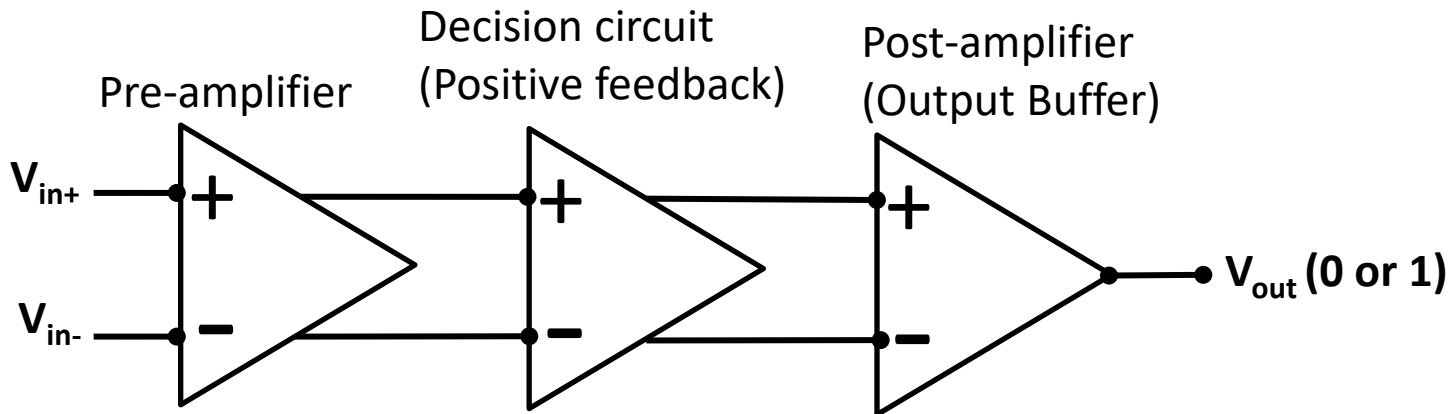 Pre-amplifier
Decision circuit
(Positive feedback)
Post-amplifier
(Output Buffer)
Vin+
Vin-
+
-
+
-
+
-
Vout (0 or 1)